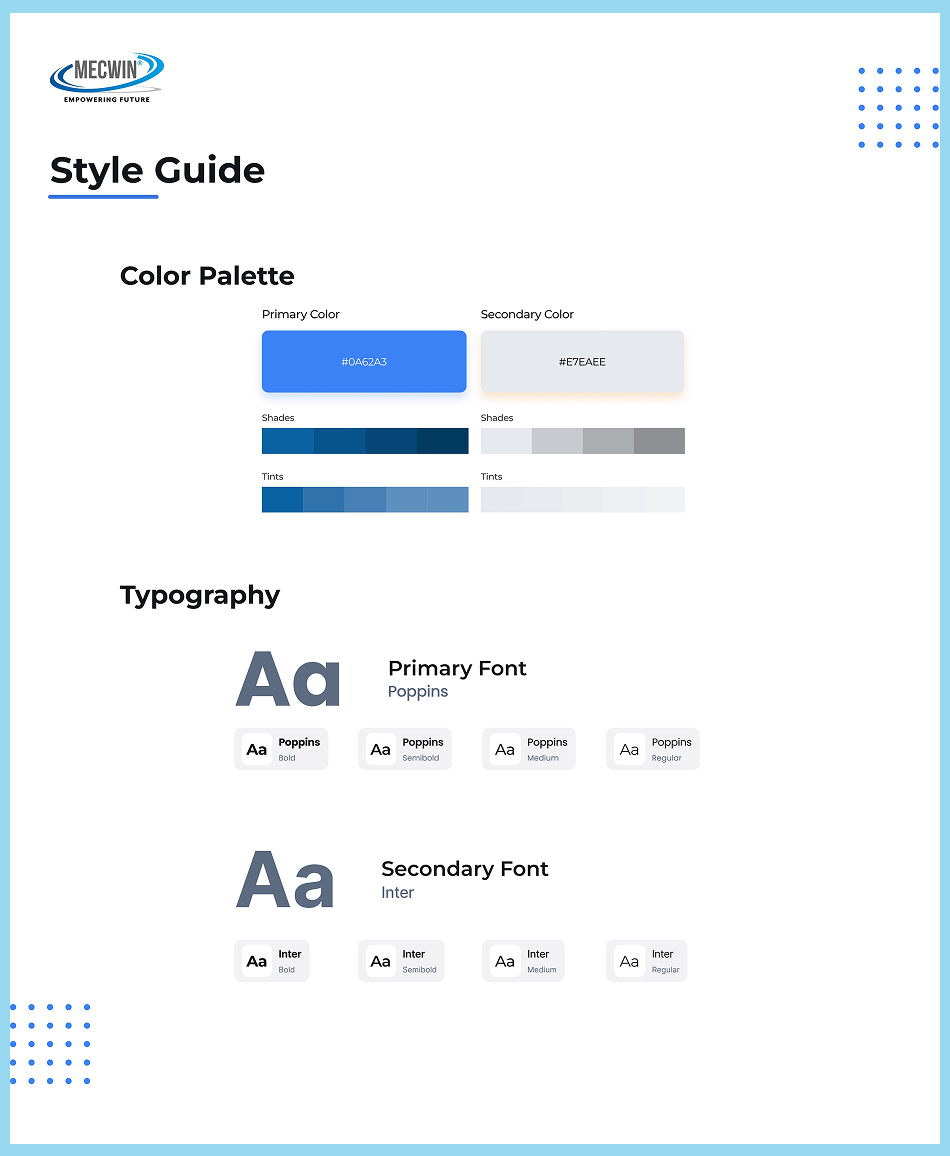 MECWIN®
EMPOWERING FUTURE
Style Guide
Color Palette
Primary Color
Secondary Color
#0A62A3
#E7EAEE
Shades
Shades
Tints
Tints
Typography
Aa
Primary Font
Poppins
Aa
Poppins
Bold
Aa
Poppins
Semibold
Aa
Poppins
Medium
Aa
Poppins
Regular
Aa
Secondary Font
Inter
Aa
Inter
Bold
Aa
Inter
Semibold
Aa
Inter
Medium
Aa
Inter
Regular